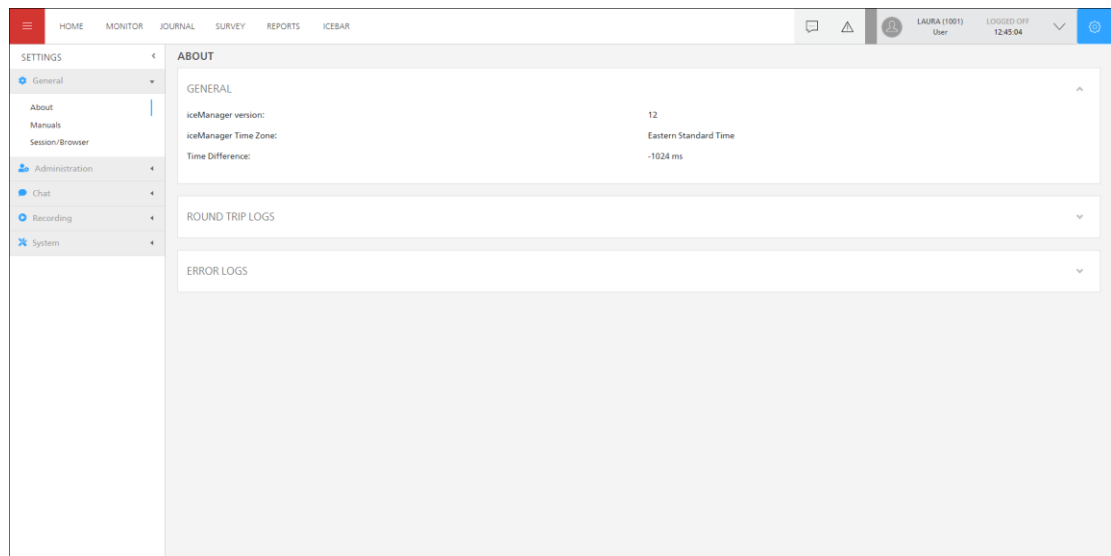 HOME MONITOR JOURNAL SURVEY REPORTS ICEBAR LAURA (1001) LOGGED OFF
User 12:45:04
SETTINGS ABOUT
General
About
Manuals
Session/Browser
Administration
Chat
Recording
System
GENERAL
iceManager version: 12
iceManager Time Zone: Eastern Standard Time
Time Difference: -1024 ms
ROUND TRIP LOGS
ERROR LOGS